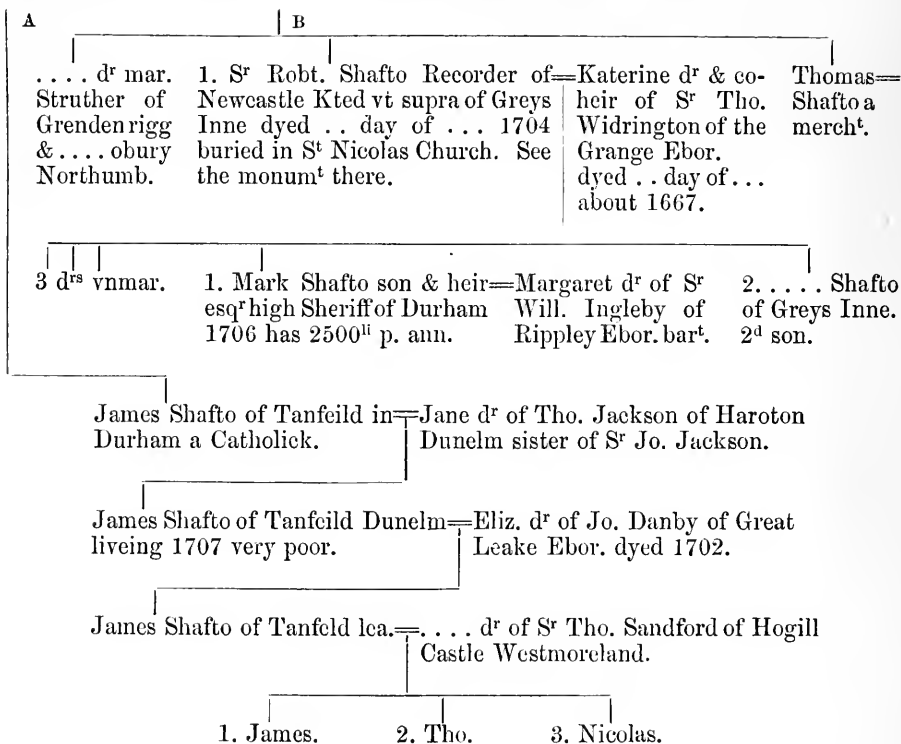 A B
. . . . dʳ mar.
Struther of
Grenden rigg
& . . . . obury
Northumb.
1. Sʳ Robt. Shafto Recorder of=
Newcastle Kted vt supra of Greys
Inne dyed . . day of . . . 1704
buried in Sᵗ Nicolas Church. See
the monumᵗ there.
Katerine dʳ & co-
heir of Sʳ Tho.
Widrington of the
Grange Ebor.
dyed . . day of . . .
about 1667.
Thomas=
Shafto a
merchᵗ.
3 dʳˢ vnmar.
1. Mark Shafto son & heir=
esqʳ high Sheriff of Durham
1706 has 2500ˡⁱ p. ann.
Margaret dʳ of Sʳ
Will. Ingleby of
Rippley Ebor. barᵗ.
2. . . . . . Shafto
of Greys Inne.
2ᵈ son.
James Shafto of Tanfeild in=Jane dʳ of Tho. Jackson of Haroton
Durham a Catholick. Dunelm sister of Sʳ Jo. Jackson.
James Shafto of Tanfeild Dunelm=Eliz. dʳ of Jo. Danby of Great
liveing 1707 very poor. Leake Ebor. dyed 1702.
James Shafto of Tanfeld lea.=. . . . dʳ of Sʳ Tho. Sandford of Hogill
Castle Westmoreland.
1. James. 2. Tho. 3. Nicolas.